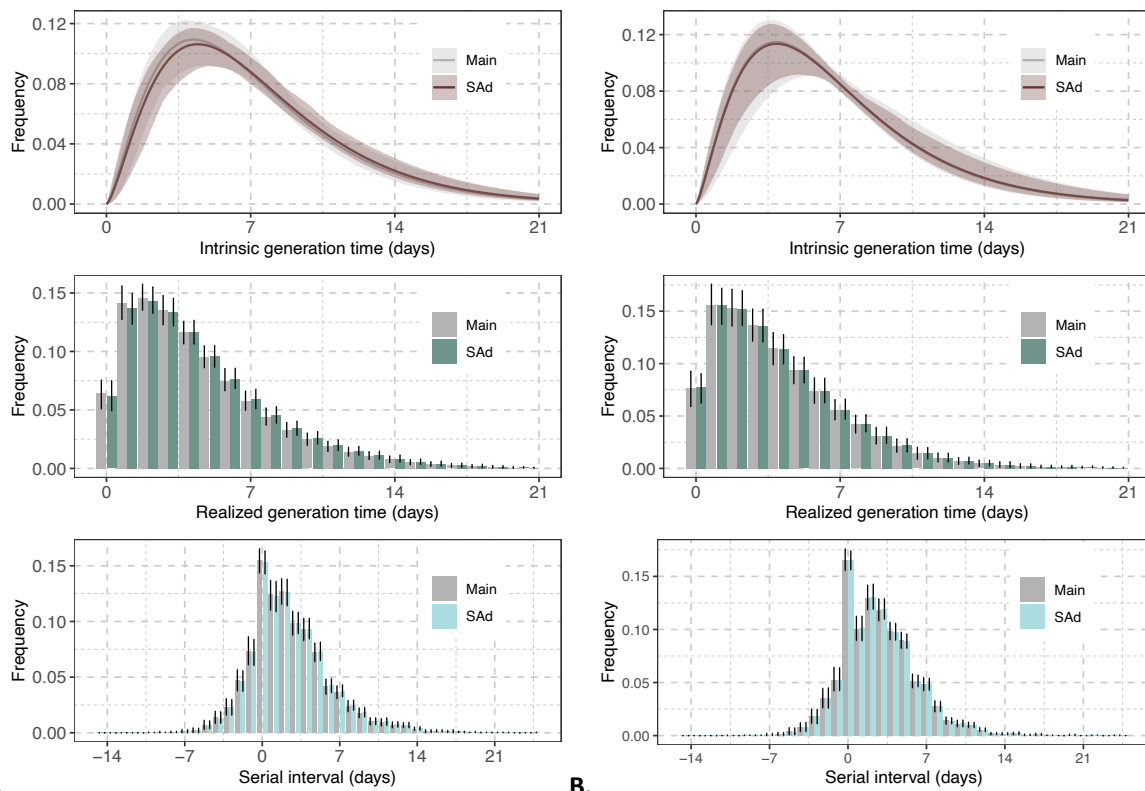 0.12
0.08
0.04
0.00
Frequency
Main
SAd
0 7 14 21
Intrinsic generation time (days)
0.12
0.08
0.04
0.00
Frequency
Main
SAd
0 7 14 21
Intrinsic generation time (days)
0.15
0.10
0.05
0.00
Frequency
Main
SAd
0 7 14 21
Realized generation time (days)
0.15
0.10
0.05
0.00
Frequency
Main
SAd
0 7 14 21
Realized generation time (days)
0.15
0.10
0.05
0.00
Frequency
Main
SAd
−14 −7 0 7 14 21
Serial interval (days)
0.15
0.10
0.05
0.00
Frequency
Main
SAd
−14 −7 0 7 14 21
Serial interval (days)
B.